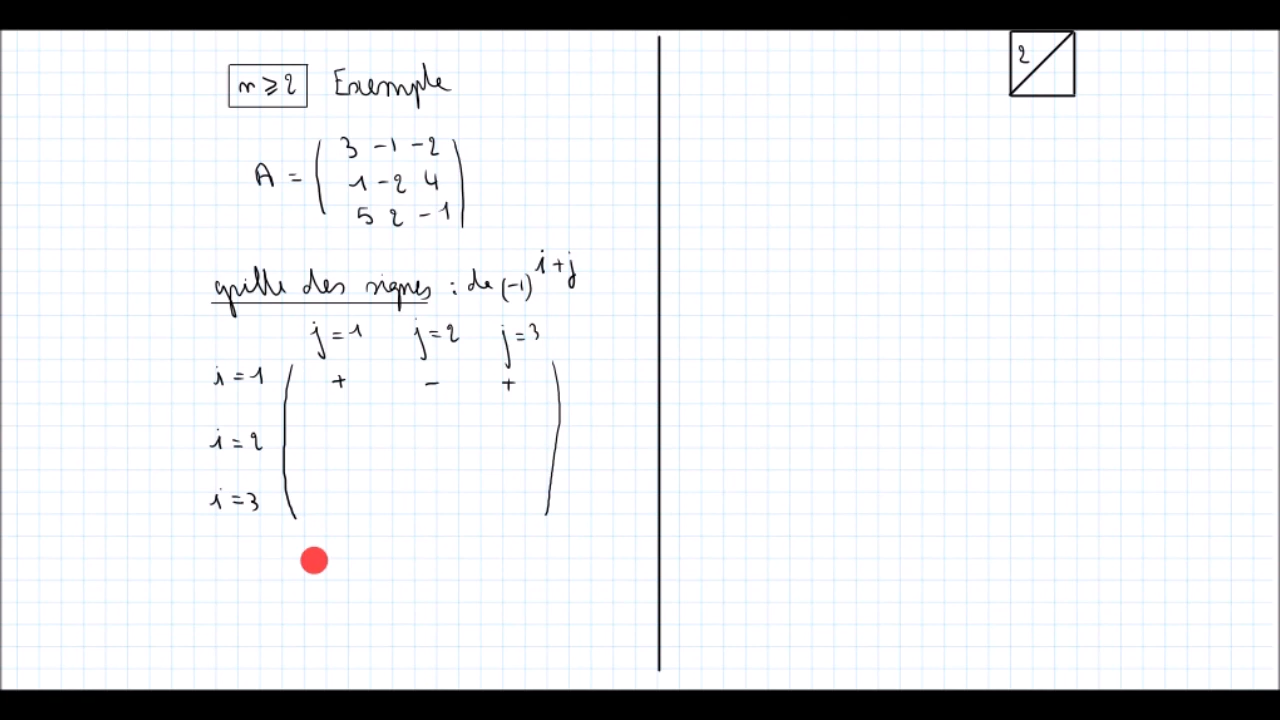 n ⩾ 2 Exemple
3 -1 -2
A = ( 1 -2 4 )
5 2 -1
grille des signes : de (-1)^{i+j}
j=1 j=2 j=3
i=1 ( + - + )
i=2
i=3
2